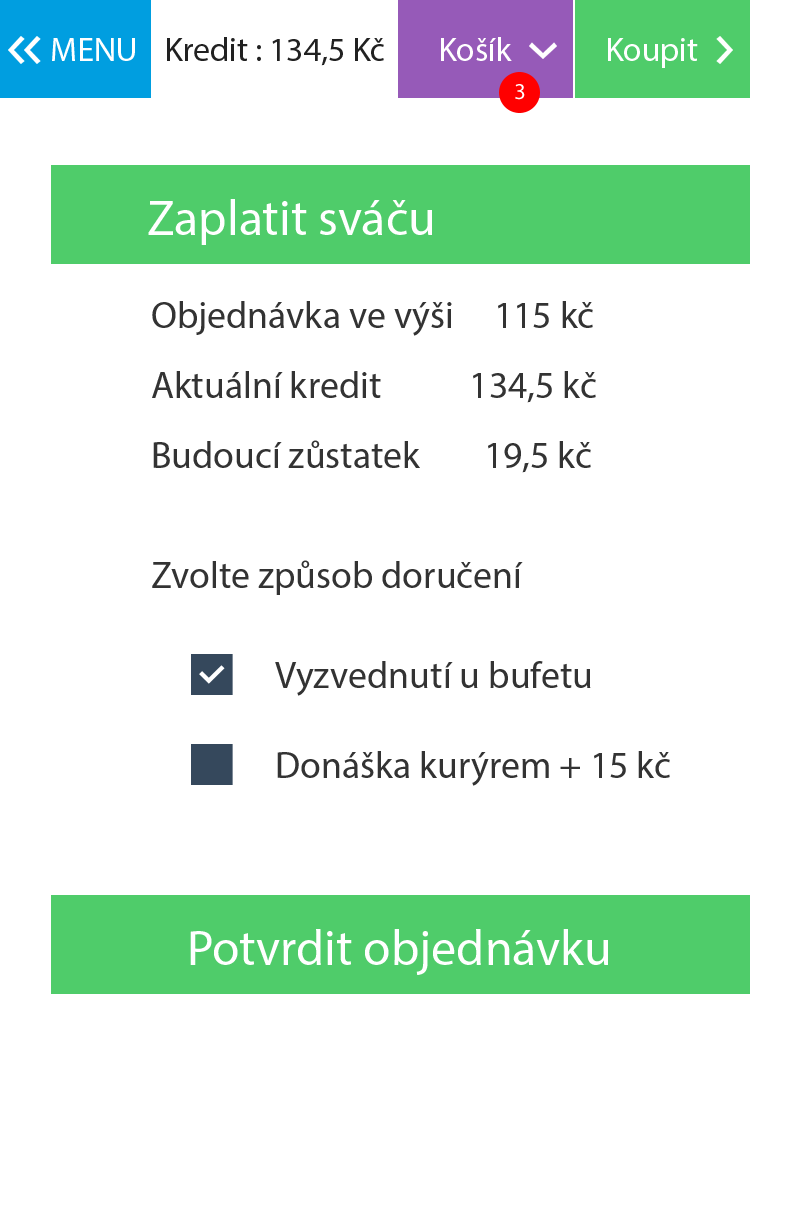 MENU Kredit : 134,5 Kč Košík Koupit
3
Zaplatit sváču
Objednávka ve výši 115 kč
Aktuální kredit 134,5 kč
Budoucí zůstatek 19,5 kč
Zvolte způsob doručení
Vyzvednutí u bufetu
Donáška kurýrem + 15 kč
Potvrdit objednávku